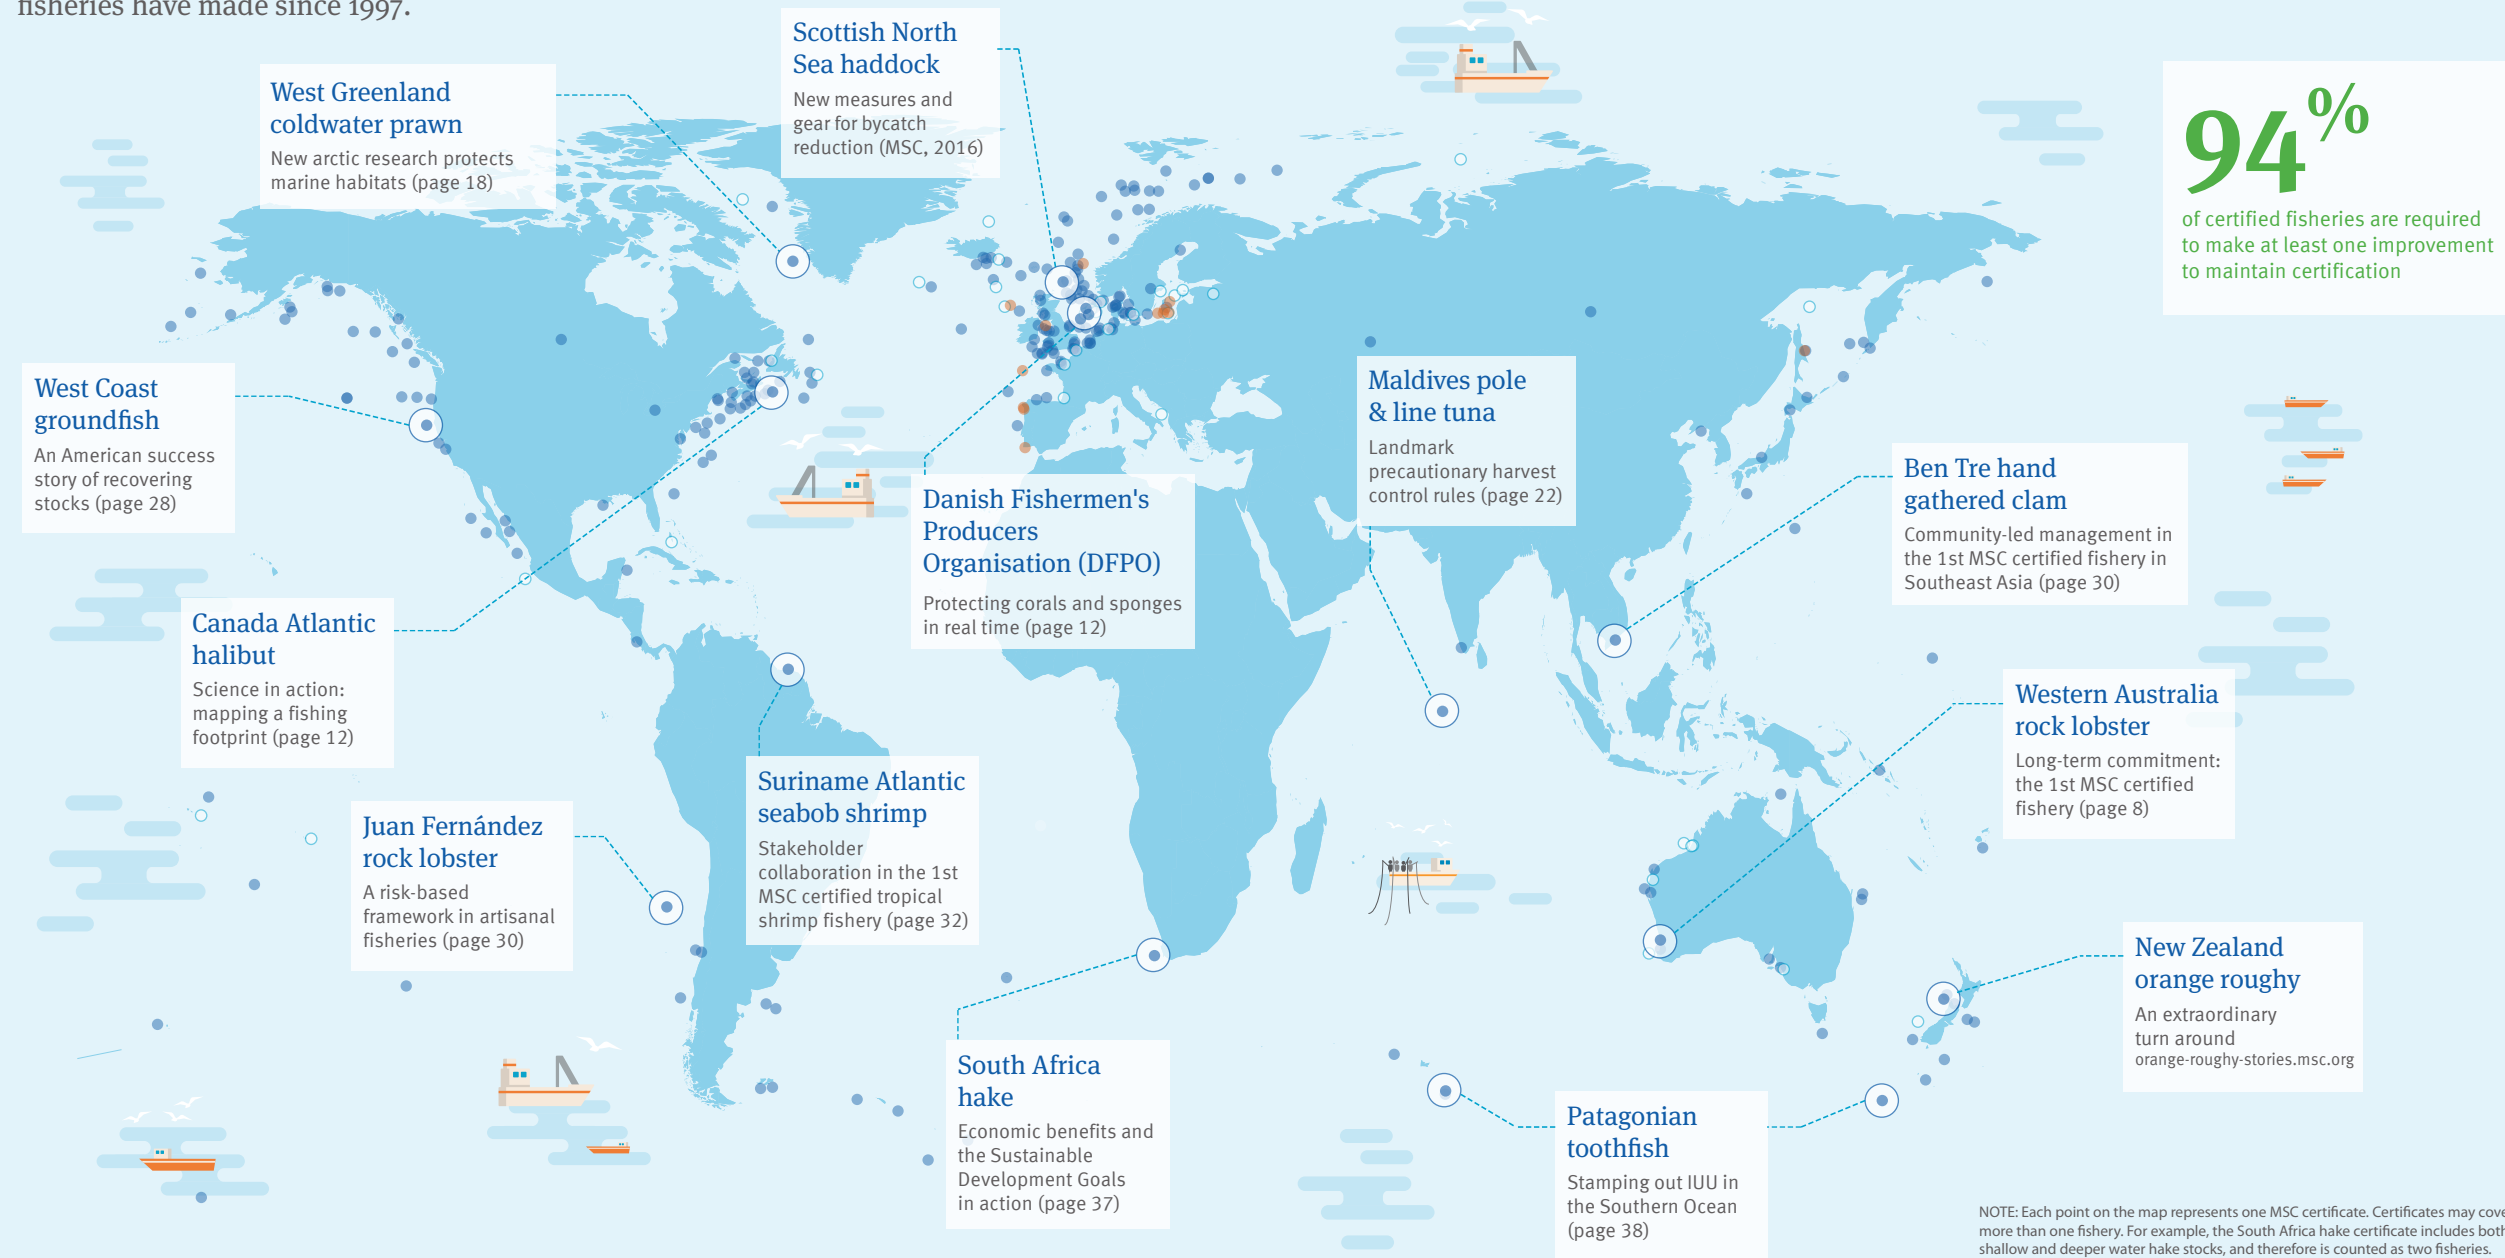 fisheries have made since 1997.
Scottish North
Sea haddock
New measures and
gear for bycatch
reduction (MSC, 2016)
West Greenland
coldwater prawn
New arctic research protects
marine habitats (page 18)
94%
of certified fisheries are required
to make at least one improvement
to maintain certification
West Coast
groundfish
An American success
story of recovering
stocks (page 28)
Maldives pole
& line tuna
Landmark
precautionary harvest
control rules (page 22)
Ben Tre hand
gathered clam
Community-led management in
the 1st MSC certified fishery in
Southeast Asia (page 30)
Danish Fishermen's
Producers
Organisation (DFPO)
Protecting corals and sponges
in real time (page 12)
Canada Atlantic
halibut
Science in action:
mapping a fishing
footprint (page 12)
Western Australia
rock lobster
Long-term commitment:
the 1st MSC certified
fishery (page 8)
Suriname Atlantic
seabob shrimp
Stakeholder
collaboration in the 1st
MSC certified tropical
shrimp fishery (page 32)
Juan Fernández
rock lobster
A risk-based
framework in artisanal
fisheries (page 30)
New Zealand
orange roughy
An extraordinary
turn around
orange-roughy-stories.msc.org
South Africa
hake
Economic benefits and
the Sustainable
Development Goals
in action (page 37)
Patagonian
toothfish
Stamping out IUU in
the Southern Ocean
(page 38)
NOTE: Each point on the map represents one MSC certificate. Certificates may cove
more than one fishery. For example, the South Africa hake certificate includes both
shallow and deeper water hake stocks, and therefore is counted as two fisheries.